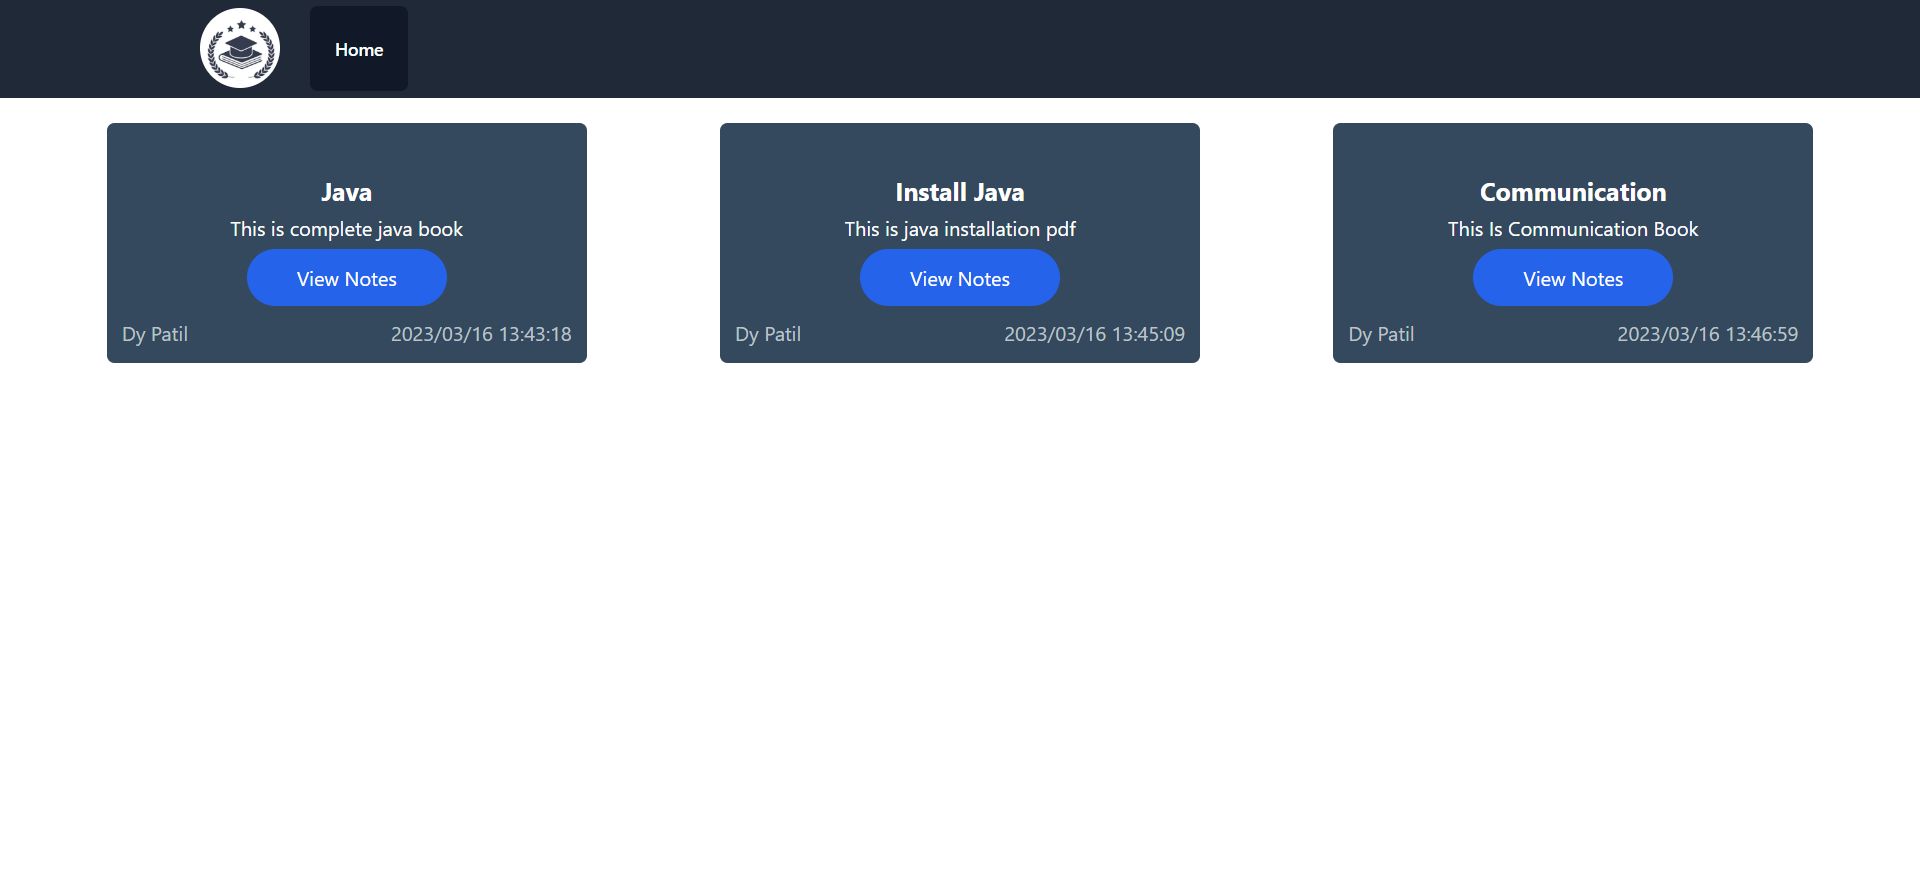 Home
Java
This is complete java book
View Notes
Dy Patil 2023/03/16 13:43:18
Install Java
This is java installation pdf
View Notes
Dy Patil 2023/03/16 13:45:09
Communication
This Is Communication Book
View Notes
Dy Patil 2023/03/16 13:46:59